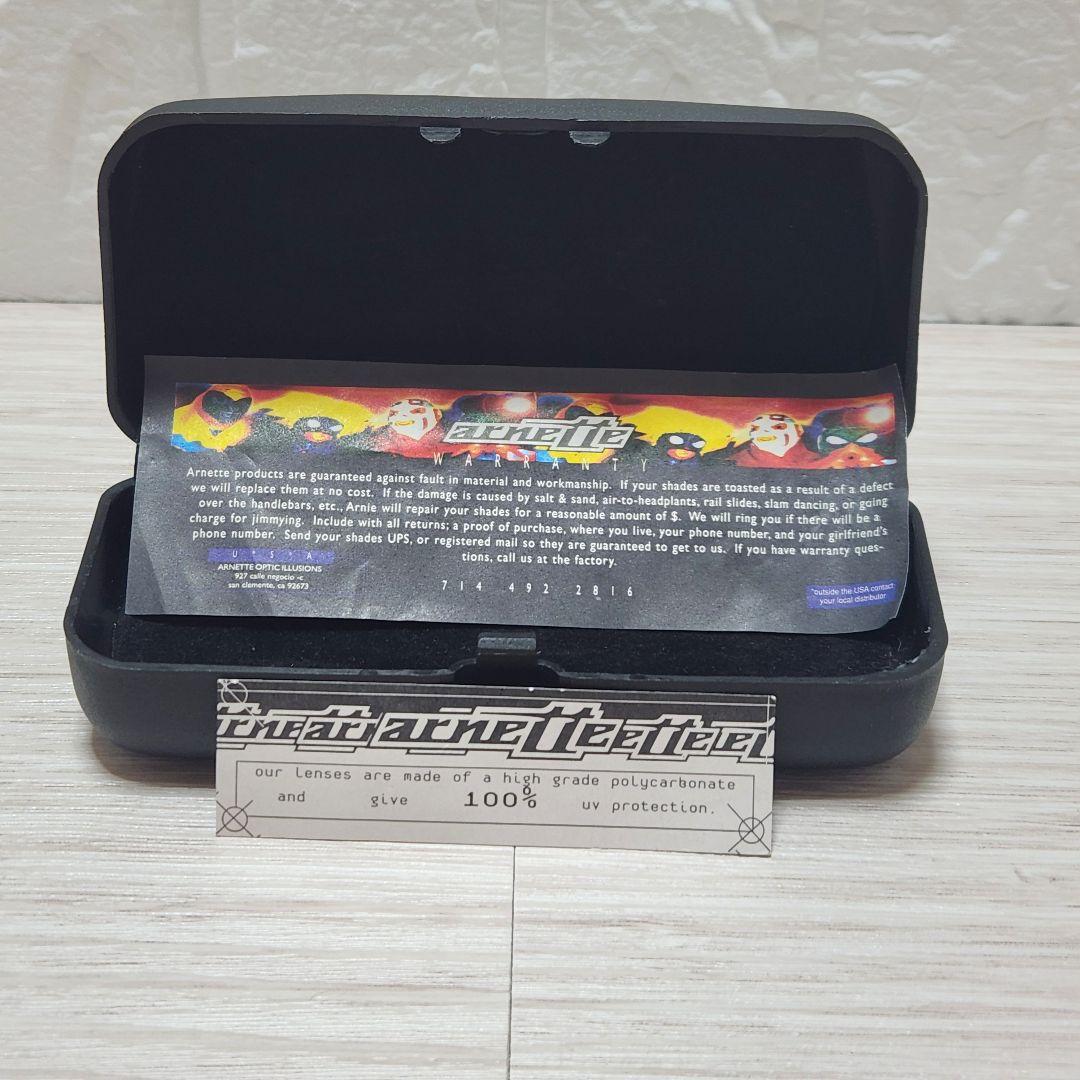 arnette
WARRANTY
Arnette products are guaranteed against fault in material and workmanship. If your shades are toasted as a result of a defect
we will replace them at no cost. If the damage is caused by salt & sand, air-to-headplants, rail slides, slam dancing, or going
over the handlebars, etc., Arnie will repair your shades for a reasonable amount of $. We will ring you if there will be a
charge for jimmying. Include with all returns; a proof of purchase, where you live, your phone number, and your girlfriend's
phone number. Send your shades UPS, or registered mail so they are guaranteed to get to us. If you have warranty ques-
tions, call us at the factory.
U*S*A
ARNETTE OPTIC ILLUSIONS
927 calle negocio -c
san clemente, ca 92673
714 492 2816
*outside the USA contact
your local distributor
arnette
our Lenses are made of a high grade polycarbonate
and give 100% uv protection.